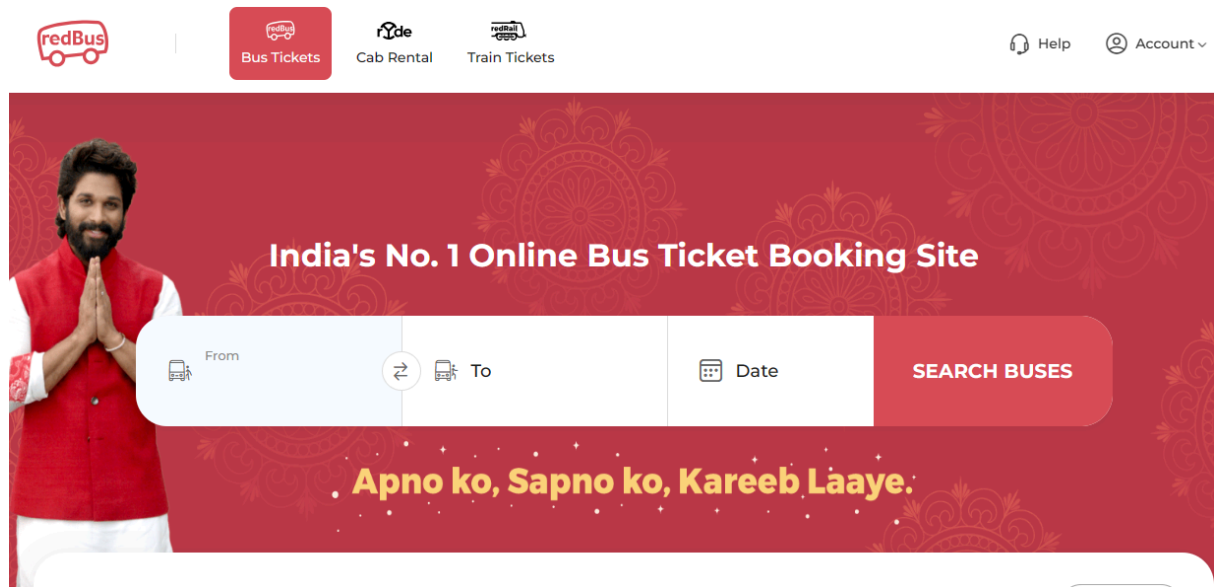 redBus
redBus
Bus Tickets
rYde
Cab Rental
redRail
Train Tickets
Help
Account
India's No. 1 Online Bus Ticket Booking Site
From
To
Date
SEARCH BUSES
Apno ko, Sapno ko, Kareeb Laaye.